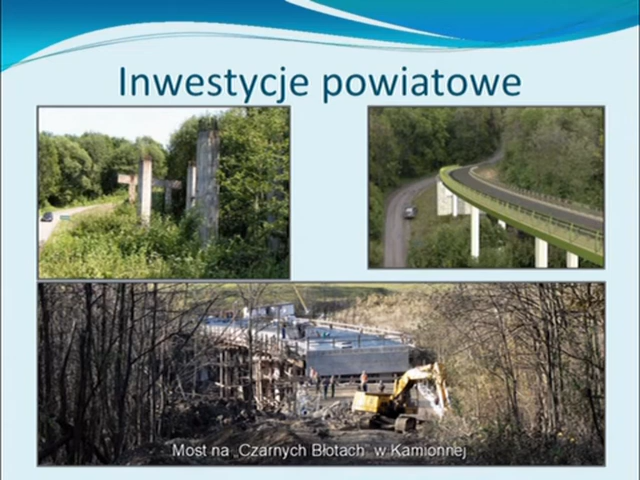 Inwestycje powiatowe
Most na „Czarnych Błotach” w Kamionnej